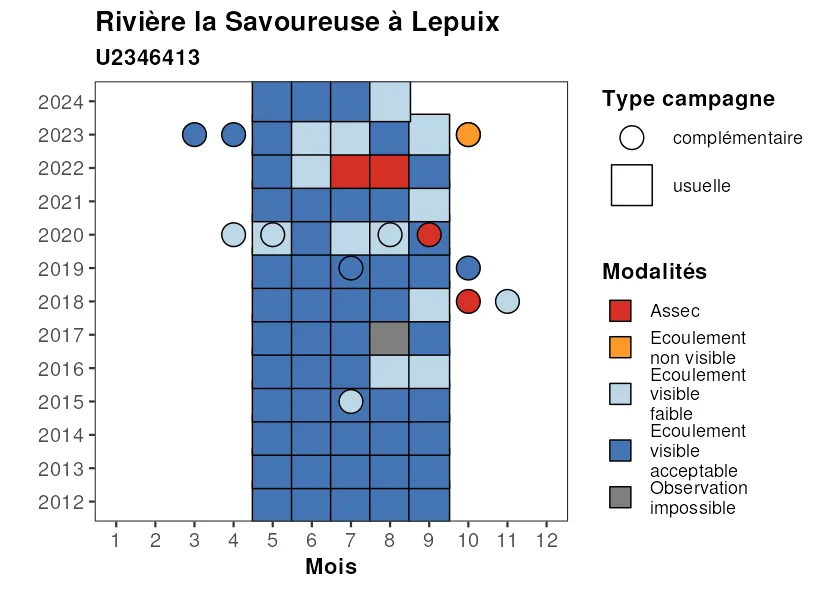 Rivière la Savoureuse à Lepuix
U2346413
2024
2023
2022
2021
2020
2019
2018
2017
2016
2015
2014
2013
2012
1 2 3 4 5 6 7 8 9 10 11 12
Mois
Type campagne
complémentaire
usuelle
Modalités
Assec
Ecoulement
non visible
Ecoulement
visible
faible
Ecoulement
visible
acceptable
Observation
impossible